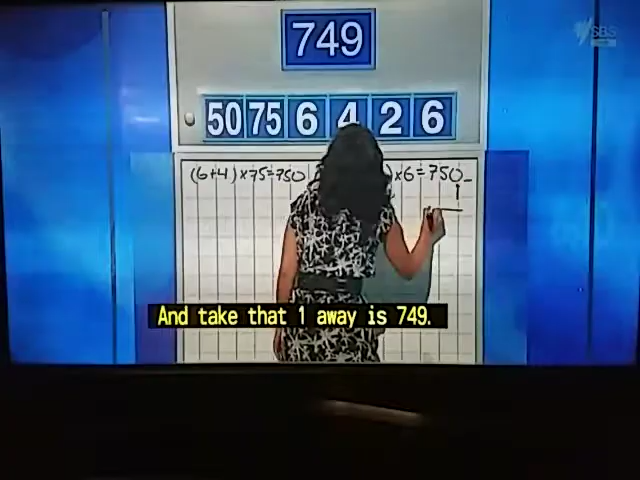 SBS
749
50 75 6 4 2 6
(6+4)×75=750 )×6=750-
1
And take that 1 away is 749.